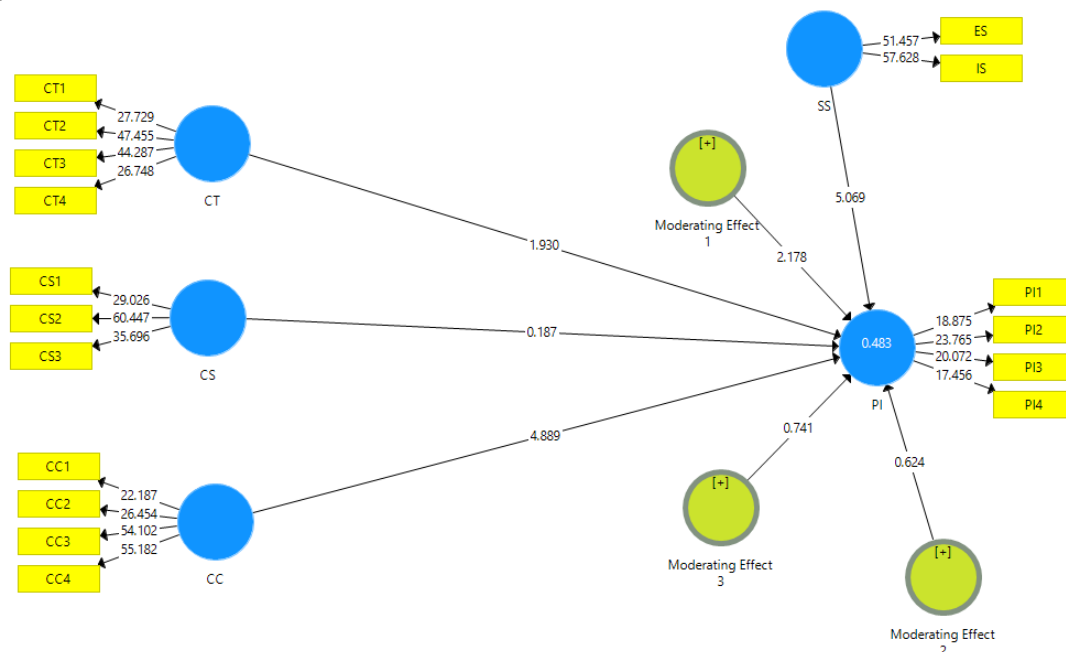 ES
51.457
57.628
IS
SS
CT1
CT2
CT3
CT4
27.729
47.455
44.287
26.748
CT
[+]
Moderating Effect
1
5.069
2.178
1.930
CS1
CS2
CS3
29.026
60.447
35.696
CS
0.187
0.483
PI
18.875
23.765
20.072
17.456
PI1
PI2
PI3
PI4
4.889
0.741
0.624
CC1
CC2
CC3
CC4
22.187
26.454
54.102
55.182
CC
[+]
Moderating Effect
3
[+]
Moderating Effect
2